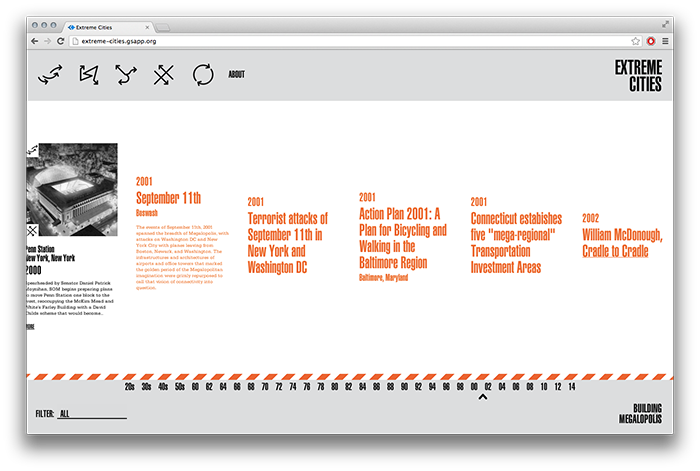 Extreme Cities
extreme-cities.gsapp.org
ABOUT
EXTREME
CITIES
Penn Station
New York, New York
2000
Spearheaded by Senator Daniel Patrick
Moynihan, SOM begins preparing plans
to move Penn Station one block to the
west, reoccupying the McKim Mead and
White's Farley Building with a David
Childs scheme that would become..
MORE
2001
September 11th
Boswash
The events of September 11th, 2001
spanned the breadth of Megalopolis, with
attacks on Washington DC and New
York City with planes leaving from
Boston, Newark, and Washington. The
infrastructures and architectures of
airports and office towers that marked
the golden period of the Megalopolitan
imagination were grimly repurposed to
call that vision of connectivity into
question.
2001
Terrorist attacks of
September 11th in
New York and
Washington DC
2001
Action Plan 2001: A
Plan for Bicycling and
Walking in the
Baltimore Region
Baltimore, Maryland
2001
Connecticut estabishes
five "mega-regional"
Transportation
Investment Areas
2002
William McDonough,
Cradle to Cradle
20s 30s 40s 50s 60 62 64 66 68 70 72 74 76 78 80 82 84 86 88 90 92 94 96 98 00 02 04 06 08 10 12 14
FILTER: ALL
BUILDING
MEGALOPOLIS